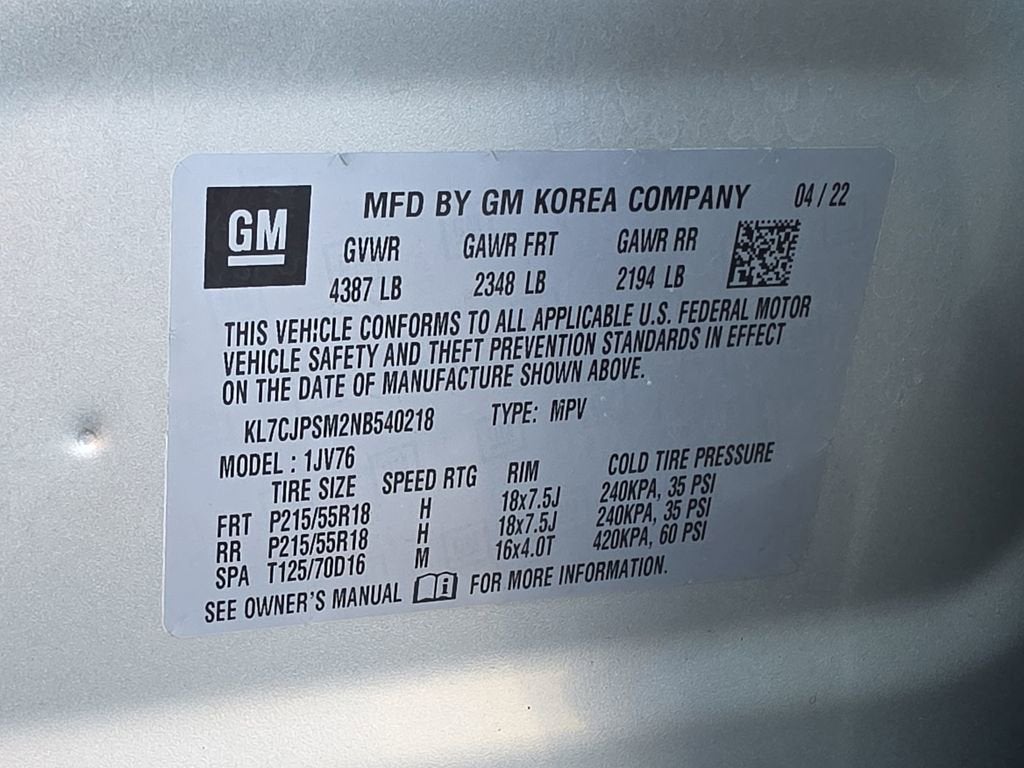 GM
MFD BY GM KOREA COMPANY 04 / 22
GVWR GAWR FRT GAWR RR
4387 LB 2348 LB 2194 LB
THIS VEHICLE CONFORMS TO ALL APPLICABLE U.S. FEDERAL MOTOR
VEHICLE SAFETY AND THEFT PREVENTION STANDARDS IN EFFECT
ON THE DATE OF MANUFACTURE SHOWN ABOVE.
KL7CJPSM2NB540218 TYPE: MPV
MODEL : 1JV76
TIRE SIZE SPEED RTG RIM COLD TIRE PRESSURE
FRT P215/55R18 H 18x7.5J 240KPA, 35 PSI
RR P215/55R18 H 18x7.5J 240KPA, 35 PSI
SPA T125/70D16 M 16x4.0T 420KPA, 60 PSI
SEE OWNER'S MANUAL i FOR MORE INFORMATION.